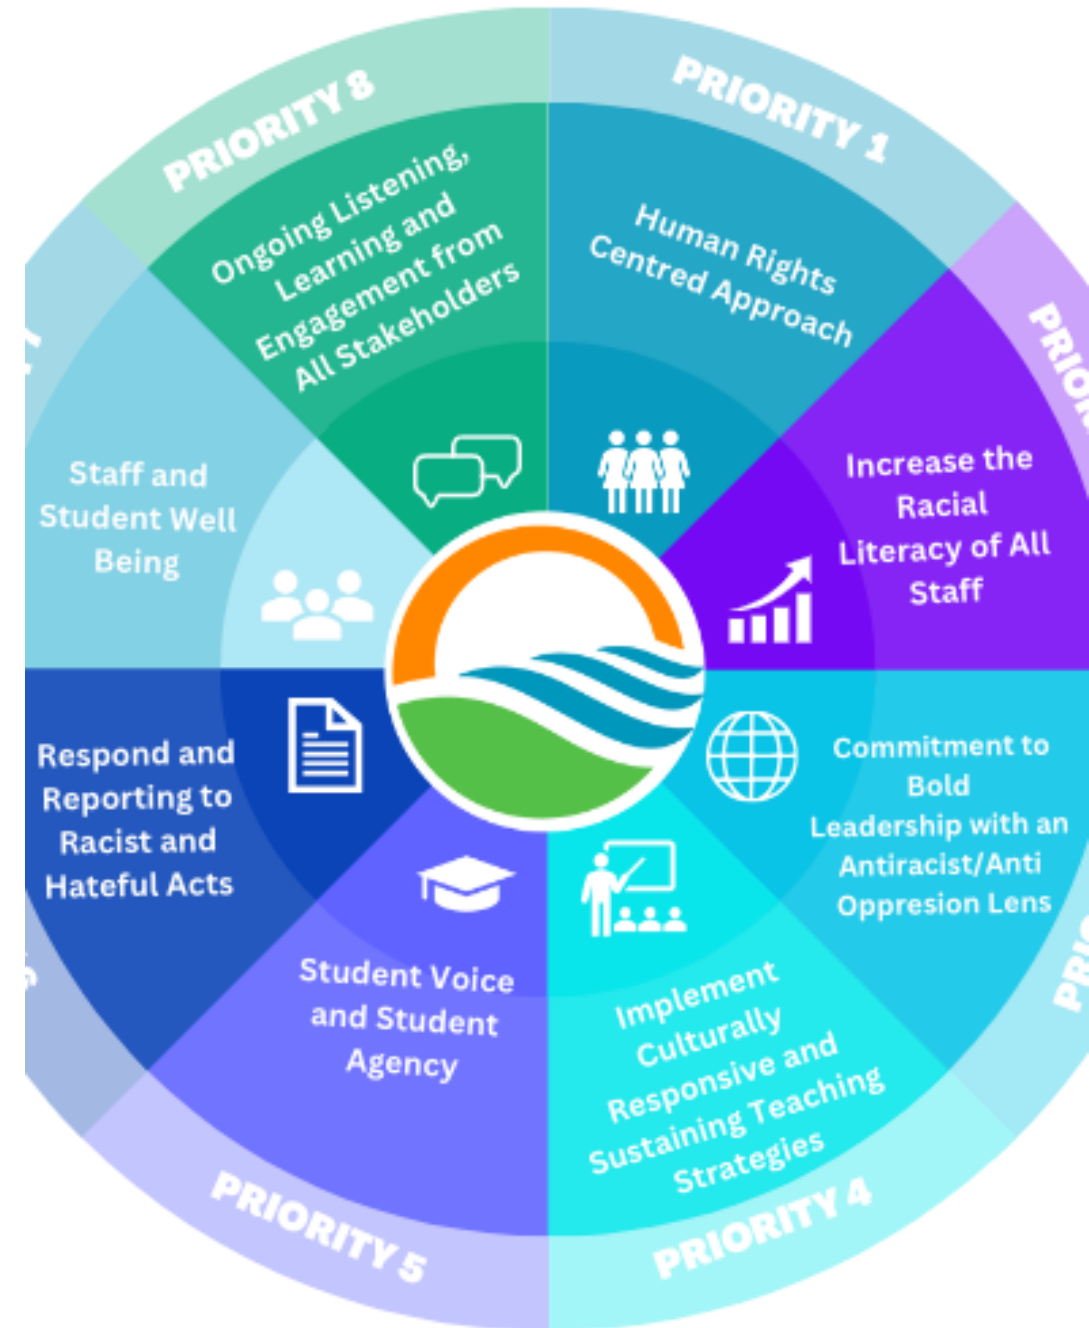 PRIORITY 1
Human Rights
Centred Approach
Increase the
Racial
Literacy of All
Staff
Commitment to
Bold
Leadership with an
Antiracist/Anti
Oppresion Lens
PRIORITY 4
Implement
Culturally
Responsive and
Sustaining Teaching
Strategies
PRIORITY 5
Student Voice
and Student
Agency
Respond and
Reporting to
Racist and
Hateful Acts
Staff and
Student Well
Being
PRIORITY 8
Ongoing Listening,
Learning and
Engagement from
All Stakeholders